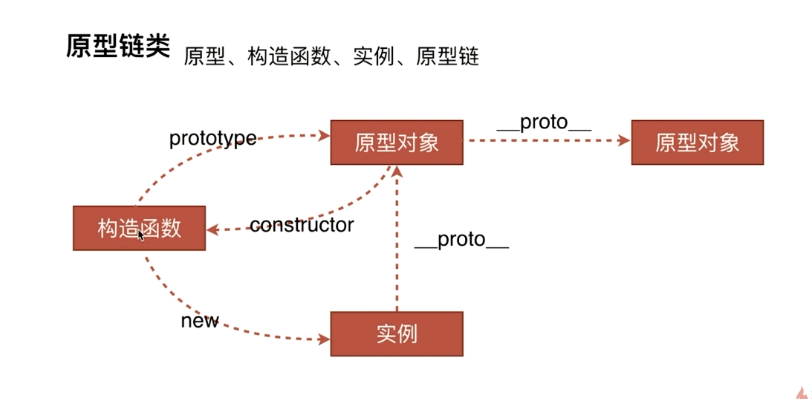 原型链类 原型、构造函数、实例、原型链
prototype
原型对象
__proto__
原型对象
构造函数
constructor
__proto__
new
实例